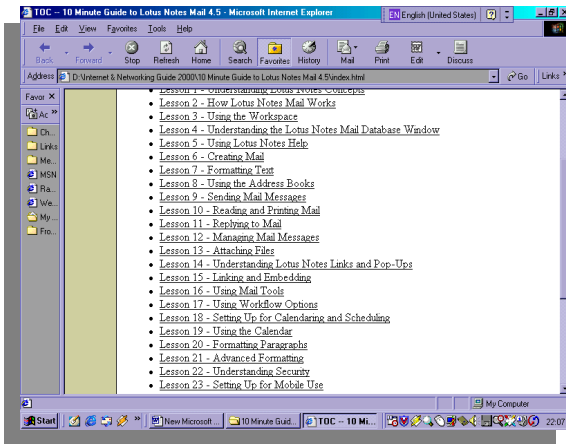 TOC -- 10 Minute Guide to Lotus Notes Mail 4.5 - Microsoft Internet Explorer
EN English (United States)
File Edit View Favorites Tools Help
Back Forward Stop Refresh Home Search Favorites History Mail Print Edit Discuss
Address D:\Internet & Networking Guide 2000\10 Minute Guide to Lotus Notes Mail 4.5\index.html Go Links »
Favor X
Ac »
Ch...
Links
Me...
MSN
Ra...
We...
My ...
Fro...
Lesson 1 - Understanding Lotus Notes Concepts
Lesson 2 - How Lotus Notes Mail Works
Lesson 3 - Using the Workspace
Lesson 4 - Understanding the Lotus Notes Mail Database Window
Lesson 5 - Using Lotus Notes Help
Lesson 6 - Creating Mail
Lesson 7 - Formatting Text
Lesson 8 - Using the Address Books
Lesson 9 - Sending Mail Messages
Lesson 10 - Reading and Printing Mail
Lesson 11 - Replying to Mail
Lesson 12 - Managing Mail Messages
Lesson 13 - Attaching Files
Lesson 14 - Understanding Lotus Notes Links and Pop-Ups
Lesson 15 - Linking and Embedding
Lesson 16 - Using Mail Tools
Lesson 17 - Using Workflow Options
Lesson 18 - Setting Up for Calendaring and Scheduling
Lesson 19 - Using the Calendar
Lesson 20 - Formatting Paragraphs
Lesson 21 - Advanced Formatting
Lesson 22 - Understanding Security
Lesson 23 - Setting Up for Mobile Use
My Computer
Start » New Microsoft ... 10 Minute Guid... TOC -- 10 Mi... 22:07